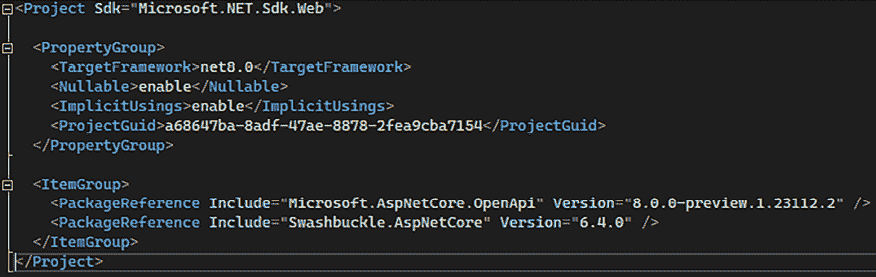 <Project Sdk="Microsoft.NET.Sdk.Web">
<PropertyGroup>
<TargetFramework>net8.0</TargetFramework>
<Nullable>enable</Nullable>
<ImplicitUsings>enable</ImplicitUsings>
<ProjectGuid>a68647ba-8adf-47ae-8878-2fea9cba7154</ProjectGuid>
</PropertyGroup>
<ItemGroup>
<PackageReference Include="Microsoft.AspNetCore.OpenApi" Version="8.0.0-preview.1.23112.2" />
<PackageReference Include="Swashbuckle.AspNetCore" Version="6.4.0" />
</ItemGroup>
</Project>